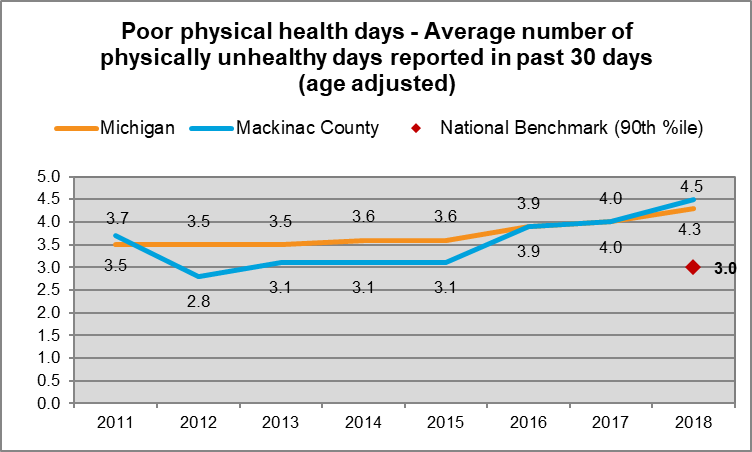 Poor physical health days - Average number of
physically unhealthy days reported in past 30 days
(age adjusted)
Michigan Mackinac County National Benchmark (90th %ile)
5.0
4.5
4.0
3.5
3.0
2.5
2.0
1.5
1.0
0.5
0.0
3.7 3.5 3.5 3.6 3.6 3.9 4.0 4.5
3.5 2.8 3.1 3.1 3.1 3.9 4.0 4.3
3.0
2011 2012 2013 2014 2015 2016 2017 2018